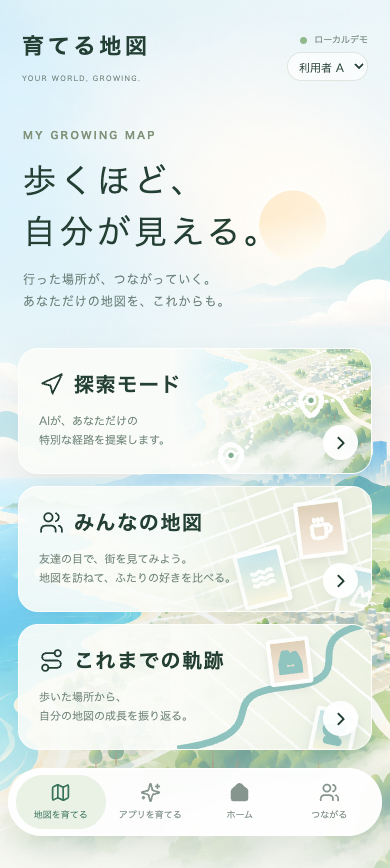 育てる地図
ローカルデモ
YOUR WORLD, GROWING.
利用者 A
MY GROWING MAP
歩くほど、
自分が見える。
行った場所が、つながっていく。
あなただけの地図を、これからも。
探索モード
AIが、あなただけの
特別な経路を提案します。
みんなの地図
友達の目で、街を見てみよう。
地図を訪ねて、ふたりの好きを比べる。
これまでの軌跡
歩いた場所から、
自分の地図の成長を振り返る。
地図を育てる
アプリを育てる
ホーム
つながる